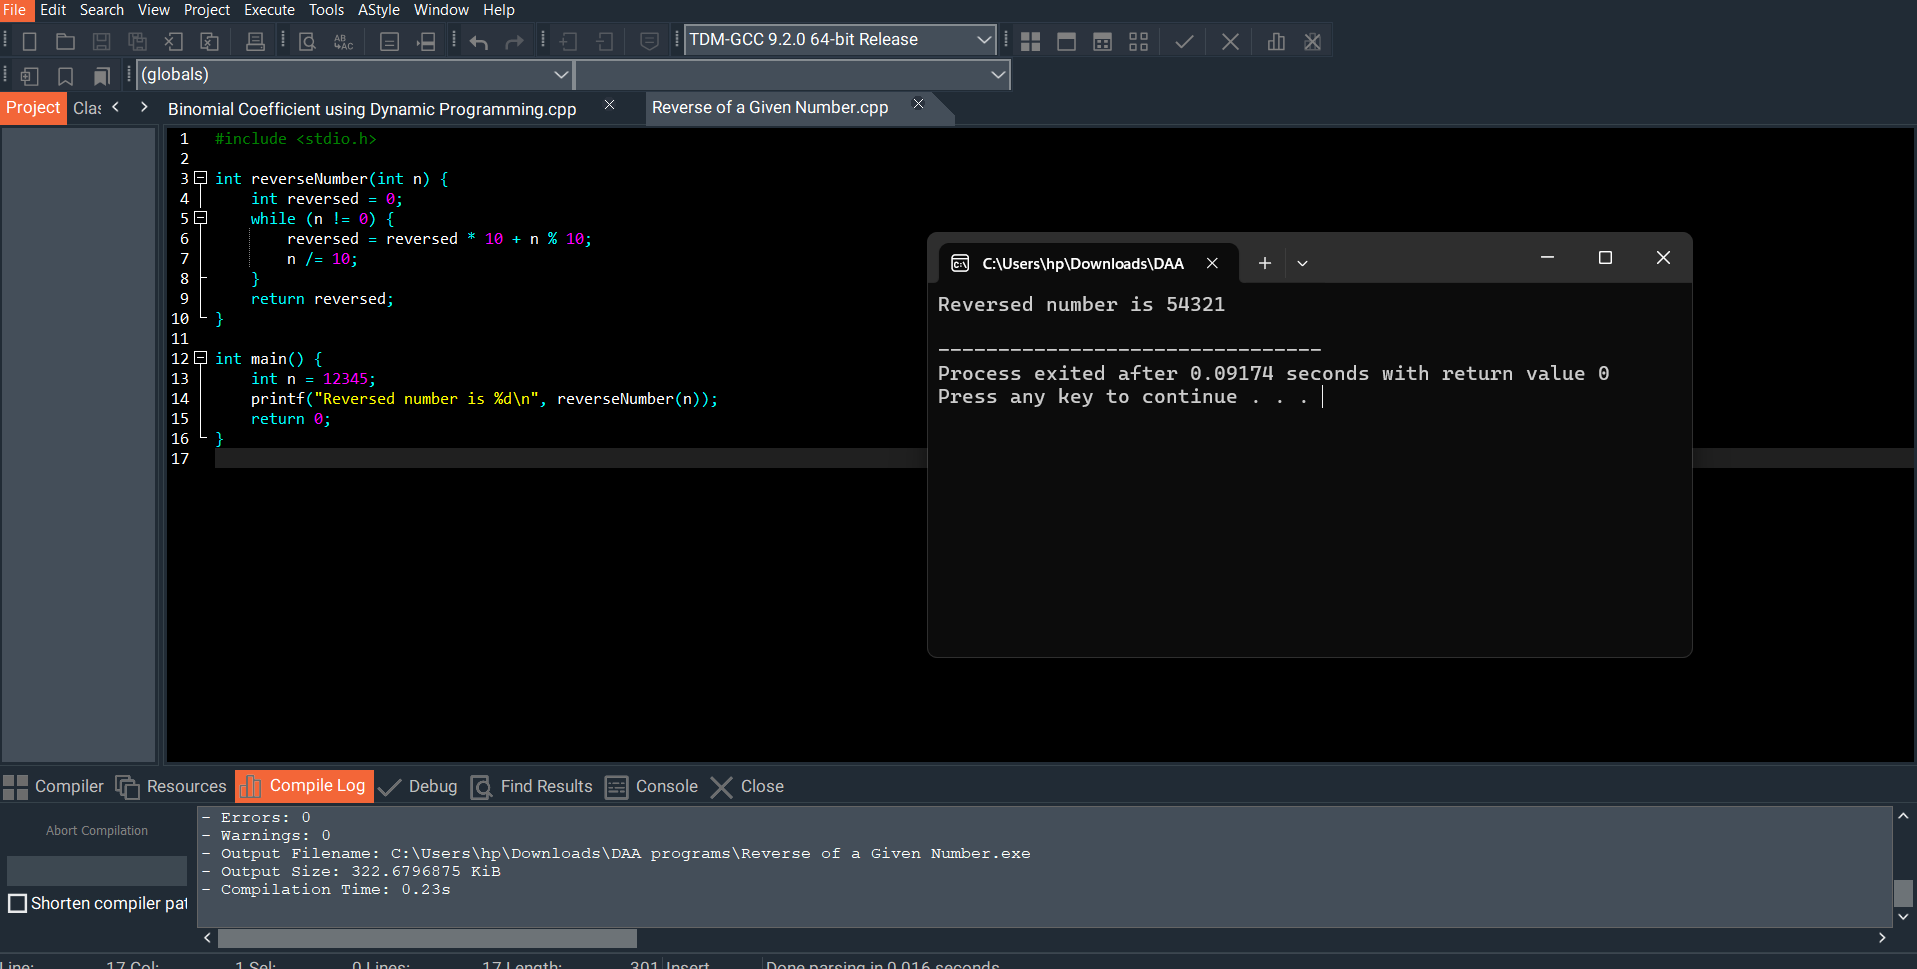 File Edit Search View Project Execute Tools AStyle Window Help
TDM-GCC 9.2.0 64-bit Release
(globals)
Project Clas
Binomial Coefficient using Dynamic Programming.cpp
Reverse of a Given Number.cpp
1 #include <stdio.h>
2
3 int reverseNumber(int n) {
4 int reversed = 0;
5 while (n != 0) {
6 reversed = reversed * 10 + n % 10;
7 n /= 10;
8 }
9 return reversed;
10 }
11
12 int main() {
13 int n = 12345;
14 printf("Reversed number is %d\n", reverseNumber(n));
15 return 0;
16 }
17
C:\Users\hp\Downloads\DAA
Reversed number is 54321
--------------------------------
Process exited after 0.09174 seconds with return value 0
Press any key to continue . . .
Compiler Resources Compile Log Debug Find Results Console Close
Abort Compilation
Shorten compiler pat
- Errors: 0
- Warnings: 0
- Output Filename: C:\Users\hp\Downloads\DAA programs\Reverse of a Given Number.exe
- Output Size: 322.6796875 KiB
- Compilation Time: 0.23s
Line: 17 Col: 1 Sel: 0 Lines: 17 Length: 301 Insert Done parsing in 0.016 seconds